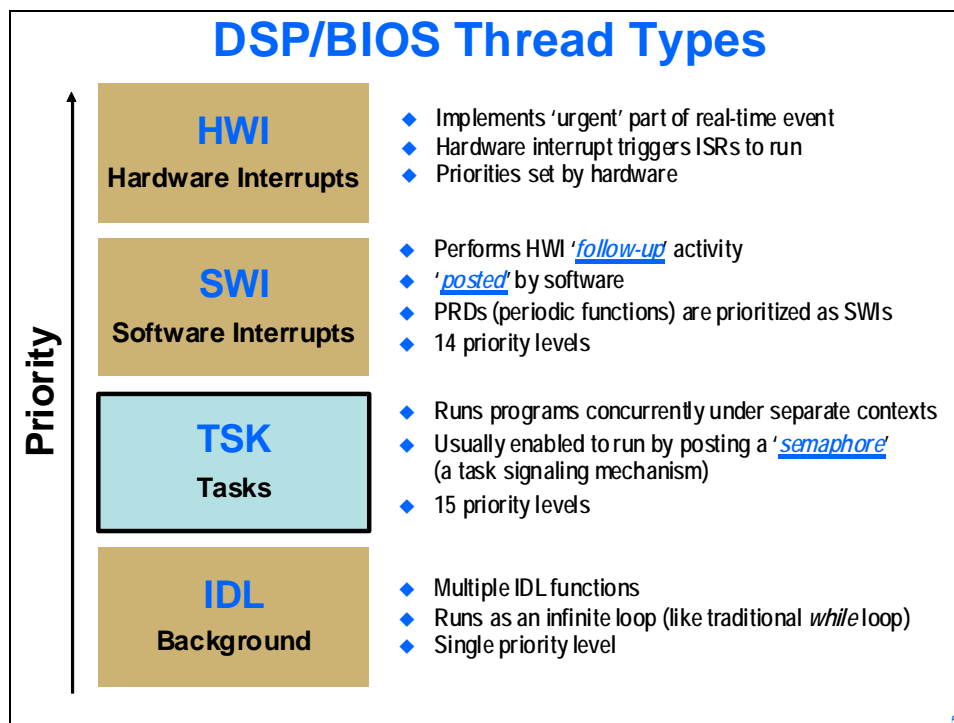 DSP/BIOS Thread Types
Priority
HWI
Hardware Interrupts
◆ Implements ‘urgent’ part of real-time event
◆ Hardware interrupt triggers ISRs to run
◆ Priorities set by hardware
SWI
Software Interrupts
◆ Performs HWI ‘follow-up’ activity
◆ ‘posted’ by software
◆ PRDs (periodic functions) are prioritized as SWIs
◆ 14 priority levels
TSK
Tasks
◆ Runs programs concurrently under separate contexts
◆ Usually enabled to run by posting a ‘semaphore’
(a task signaling mechanism)
◆ 15 priority levels
IDL
Background
◆ Multiple IDL functions
◆ Runs as an infinite loop (like traditional while loop)
◆ Single priority level